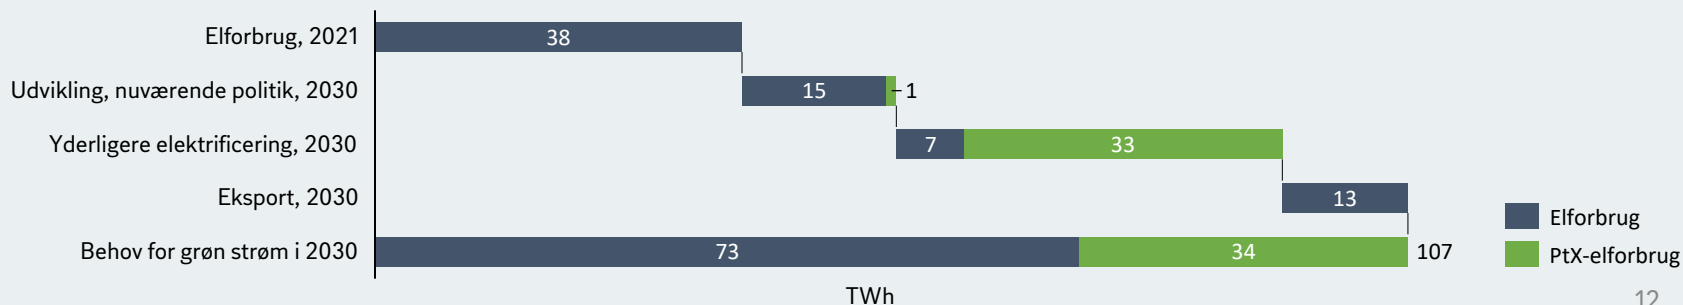 Elforbrug, 2021 38
Udvikling, nuværende politik, 2030 15 1
Yderligere elektrificering, 2030 7 33
Eksport, 2030 13
Behov for grøn strøm i 2030 73 34 107
Elforbrug
PtX-elforbrug
TWh
12